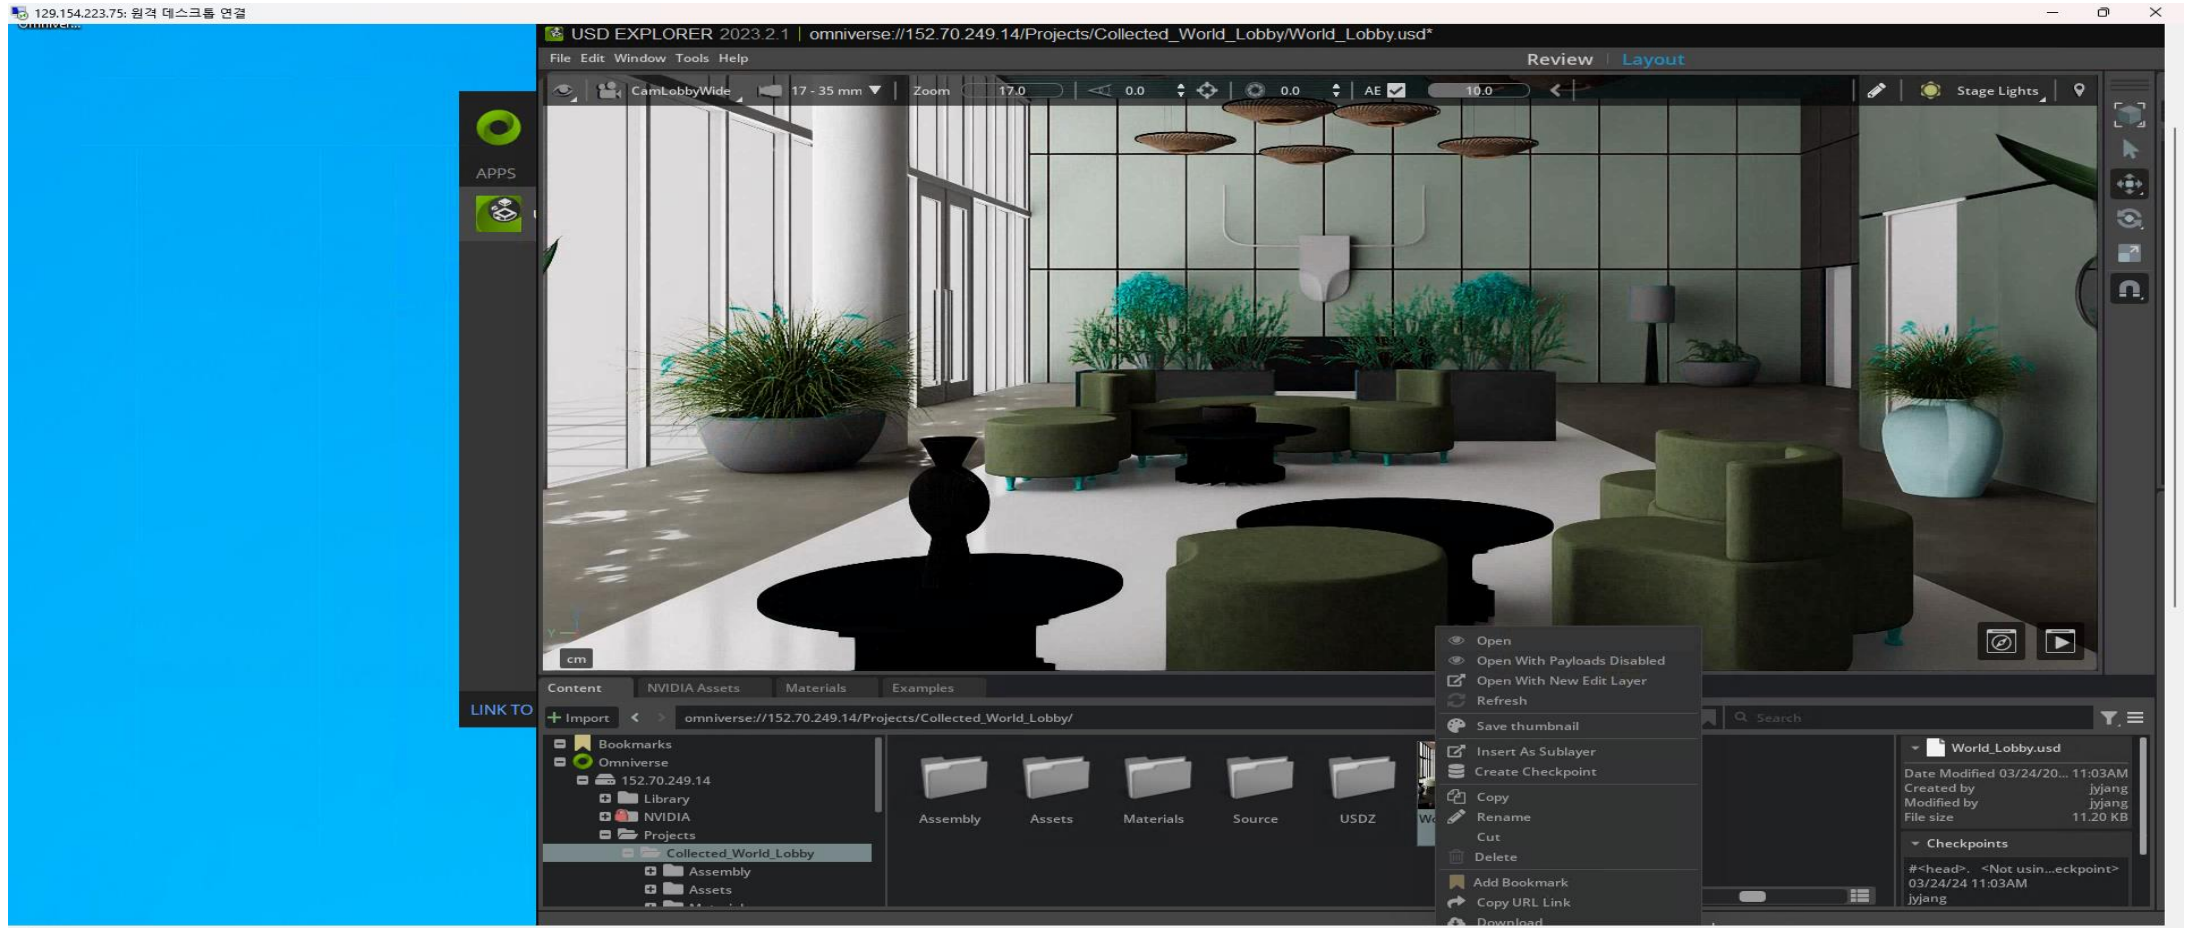 129.154.223.75: 원격 데스크톱 연결
USD EXPLORER 2023.2.1 | omniverse://152.70.249.14/Projects/Collected_World_Lobby/World_Lobby.usd*
File Edit Window Tools Help
Review Layout
CamLobbyWide 17 - 35 mm Zoom 17.0 0.0 0.0 AE 10.0 Stage Lights
APPS
cm
LINK TO
Content NVIDIA Assets Materials Examples
Import omniverse://152.70.249.14/Projects/Collected_World_Lobby/ Search
Bookmarks
Omniverse
152.70.249.14
Library
NVIDIA
Projects
Collected_World_Lobby
Assembly
Assets
Assembly Assets Materials Source USDZ
Open
Open With Payloads Disabled
Open With New Edit Layer
Refresh
Save thumbnail
Insert As Sublayer
Create Checkpoint
Copy
Rename
Cut
Delete
Add Bookmark
Copy URL Link
Download
World_Lobby.usd
Date Modified 03/24/20... 11:03AM
Created by jyjang
Modified by jyjang
File size 11.20 KB
Checkpoints
#<head>. <Not usin...eckpoint>
03/24/24 11:03AM
jyjang